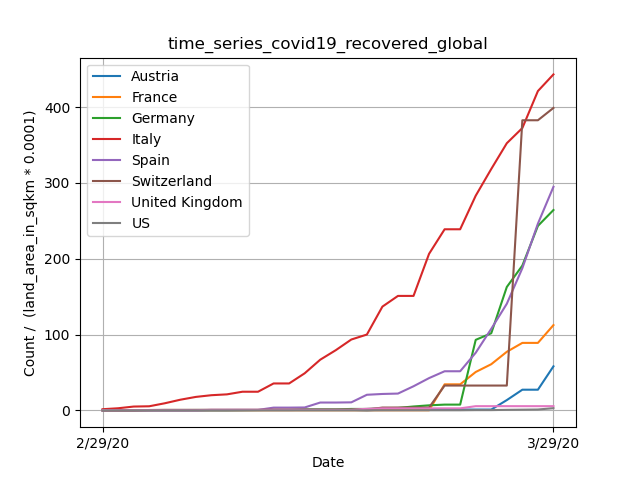 time_series_covid19_recovered_global
Count /  (land_area_in_sqkm * 0.0001)
400
300
200
100
0
Austria
France
Germany
Italy
Spain
Switzerland
United Kingdom
US
2/29/20
3/29/20
Date